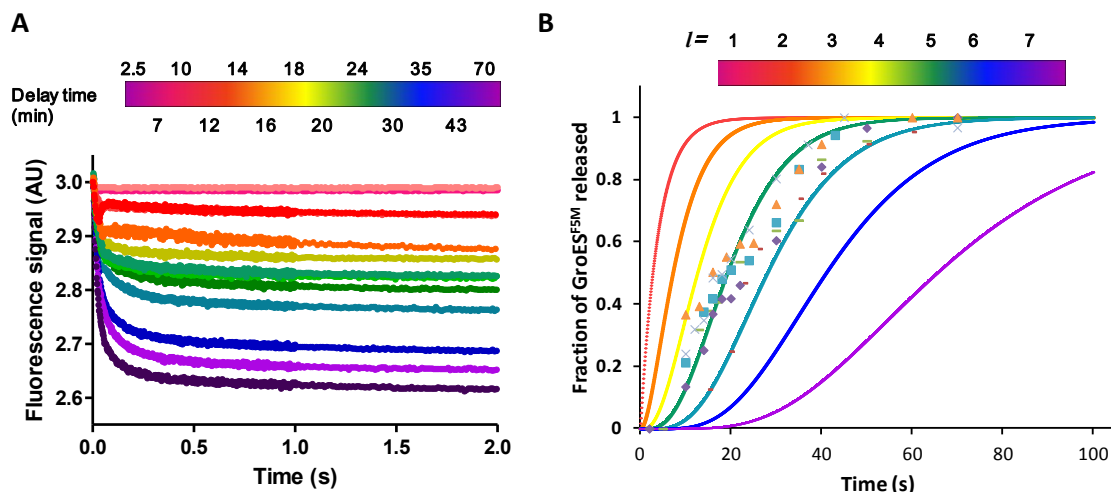 A
2.5 10 14 18 24 35 70
Delay time
(min)
7 12 16 20 30 43
Fluorescence signal (AU)
3.0
2.9
2.8
2.7
2.6
0.0 0.5 1.0 1.5 2.0
Time (s)
B
l= 1 2 3 4 5 6 7
Fraction of GroES^F5M released
1
0.8
0.6
0.4
0.2
0
0 20 40 60 80 100
Time (s)